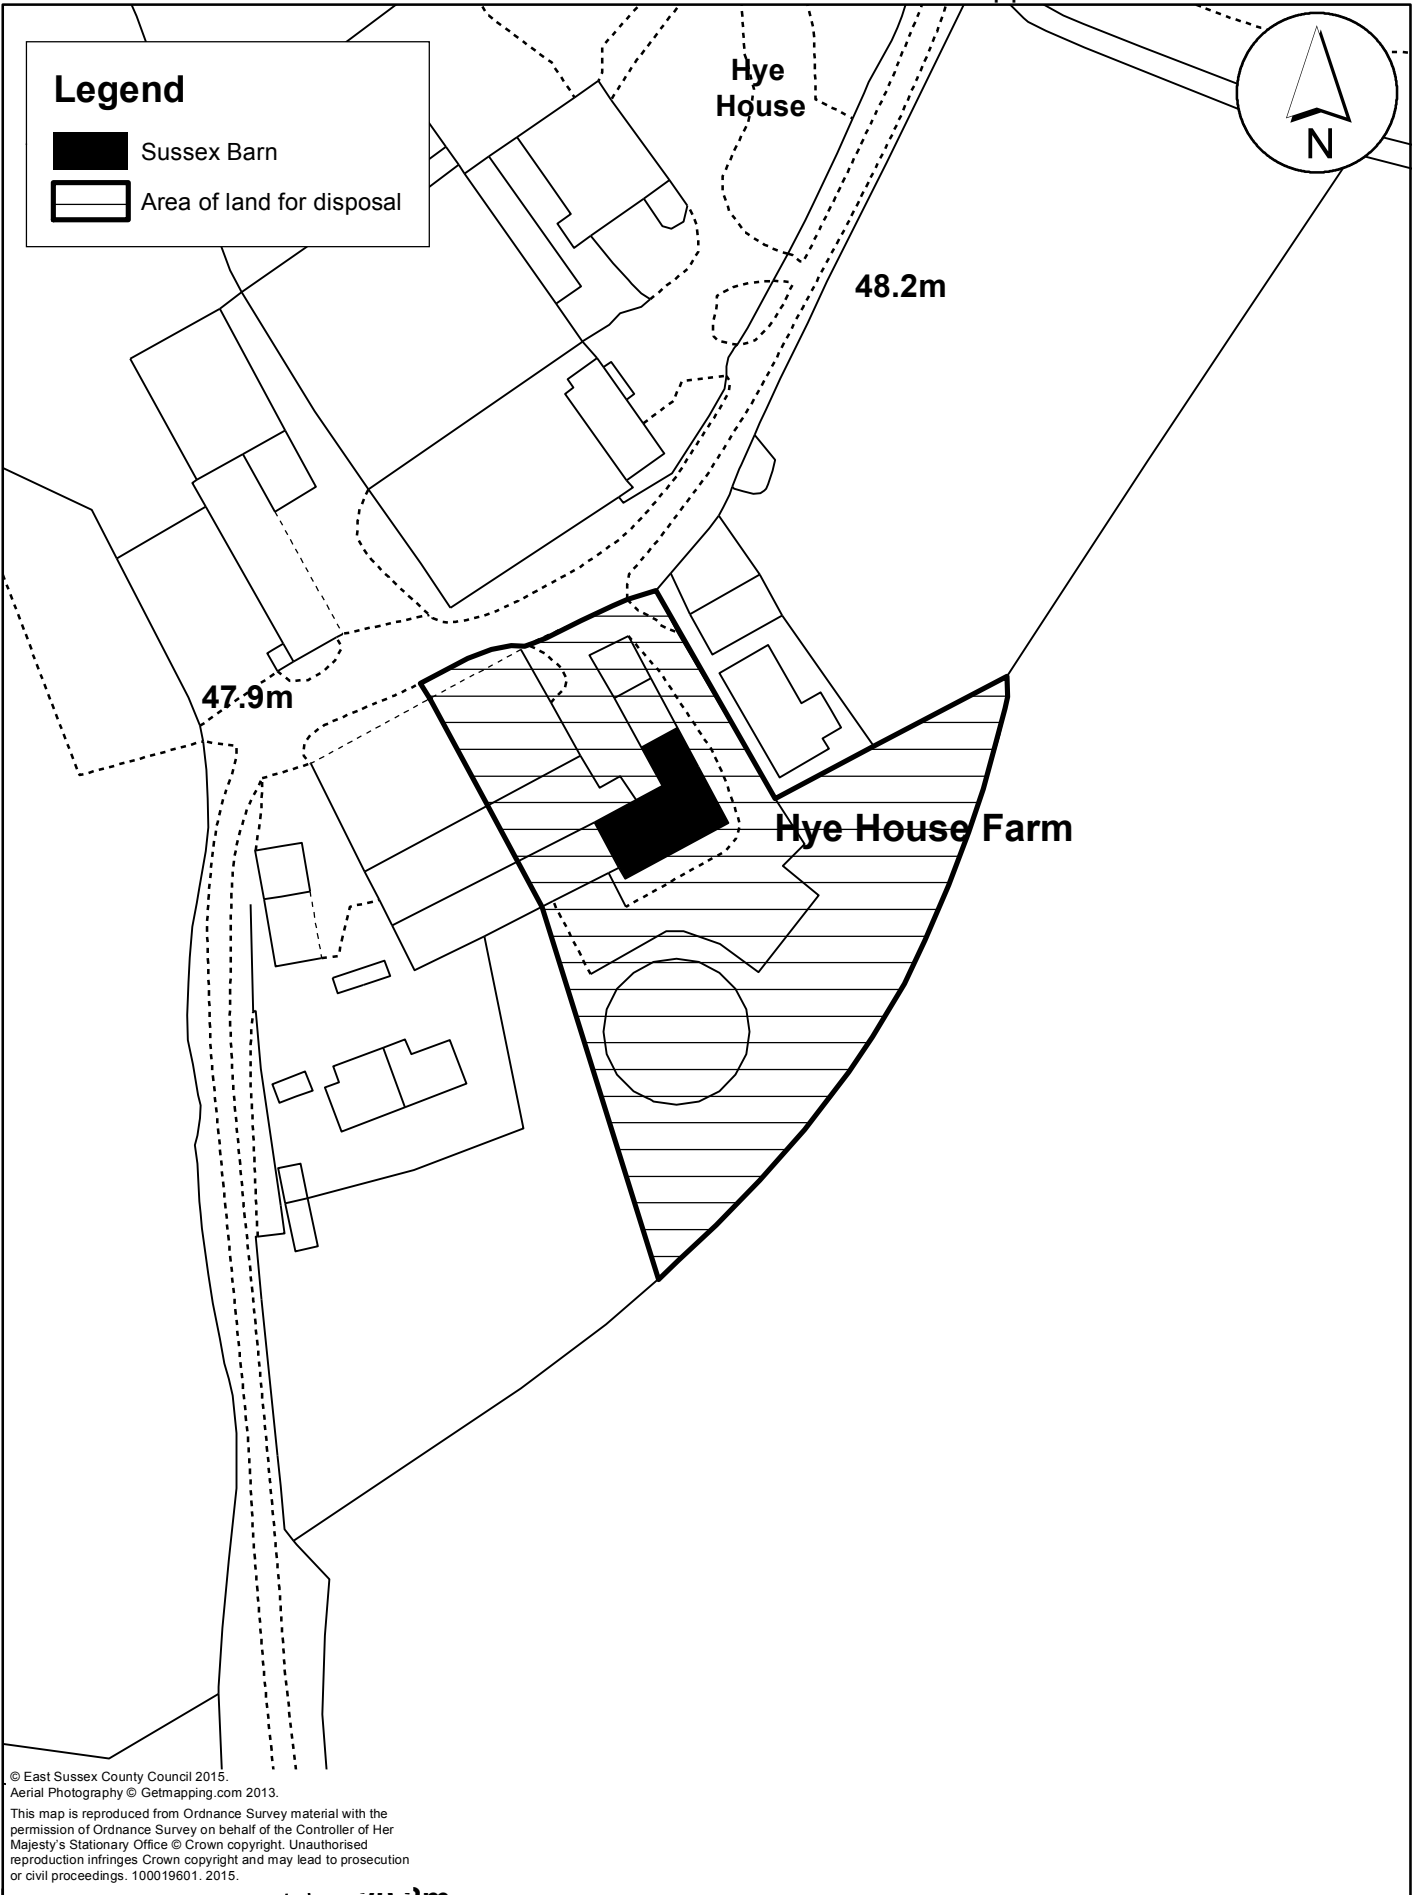 Legend
Sussex Barn
Area of land for disposal
Hye
House
N
48.2m
47.9m
Hye House Farm
© East Sussex County Council 2015.
Aerial Photography © Getmapping.com 2013.
This map is reproduced from Ordnance Survey material with the
permission of Ordnance Survey on behalf of the Controller of Her
Majesty's Stationary Office © Crown copyright. Unauthorised
reproduction infringes Crown copyright and may lead to prosecution
or civil proceedings. 100019601. 2015.